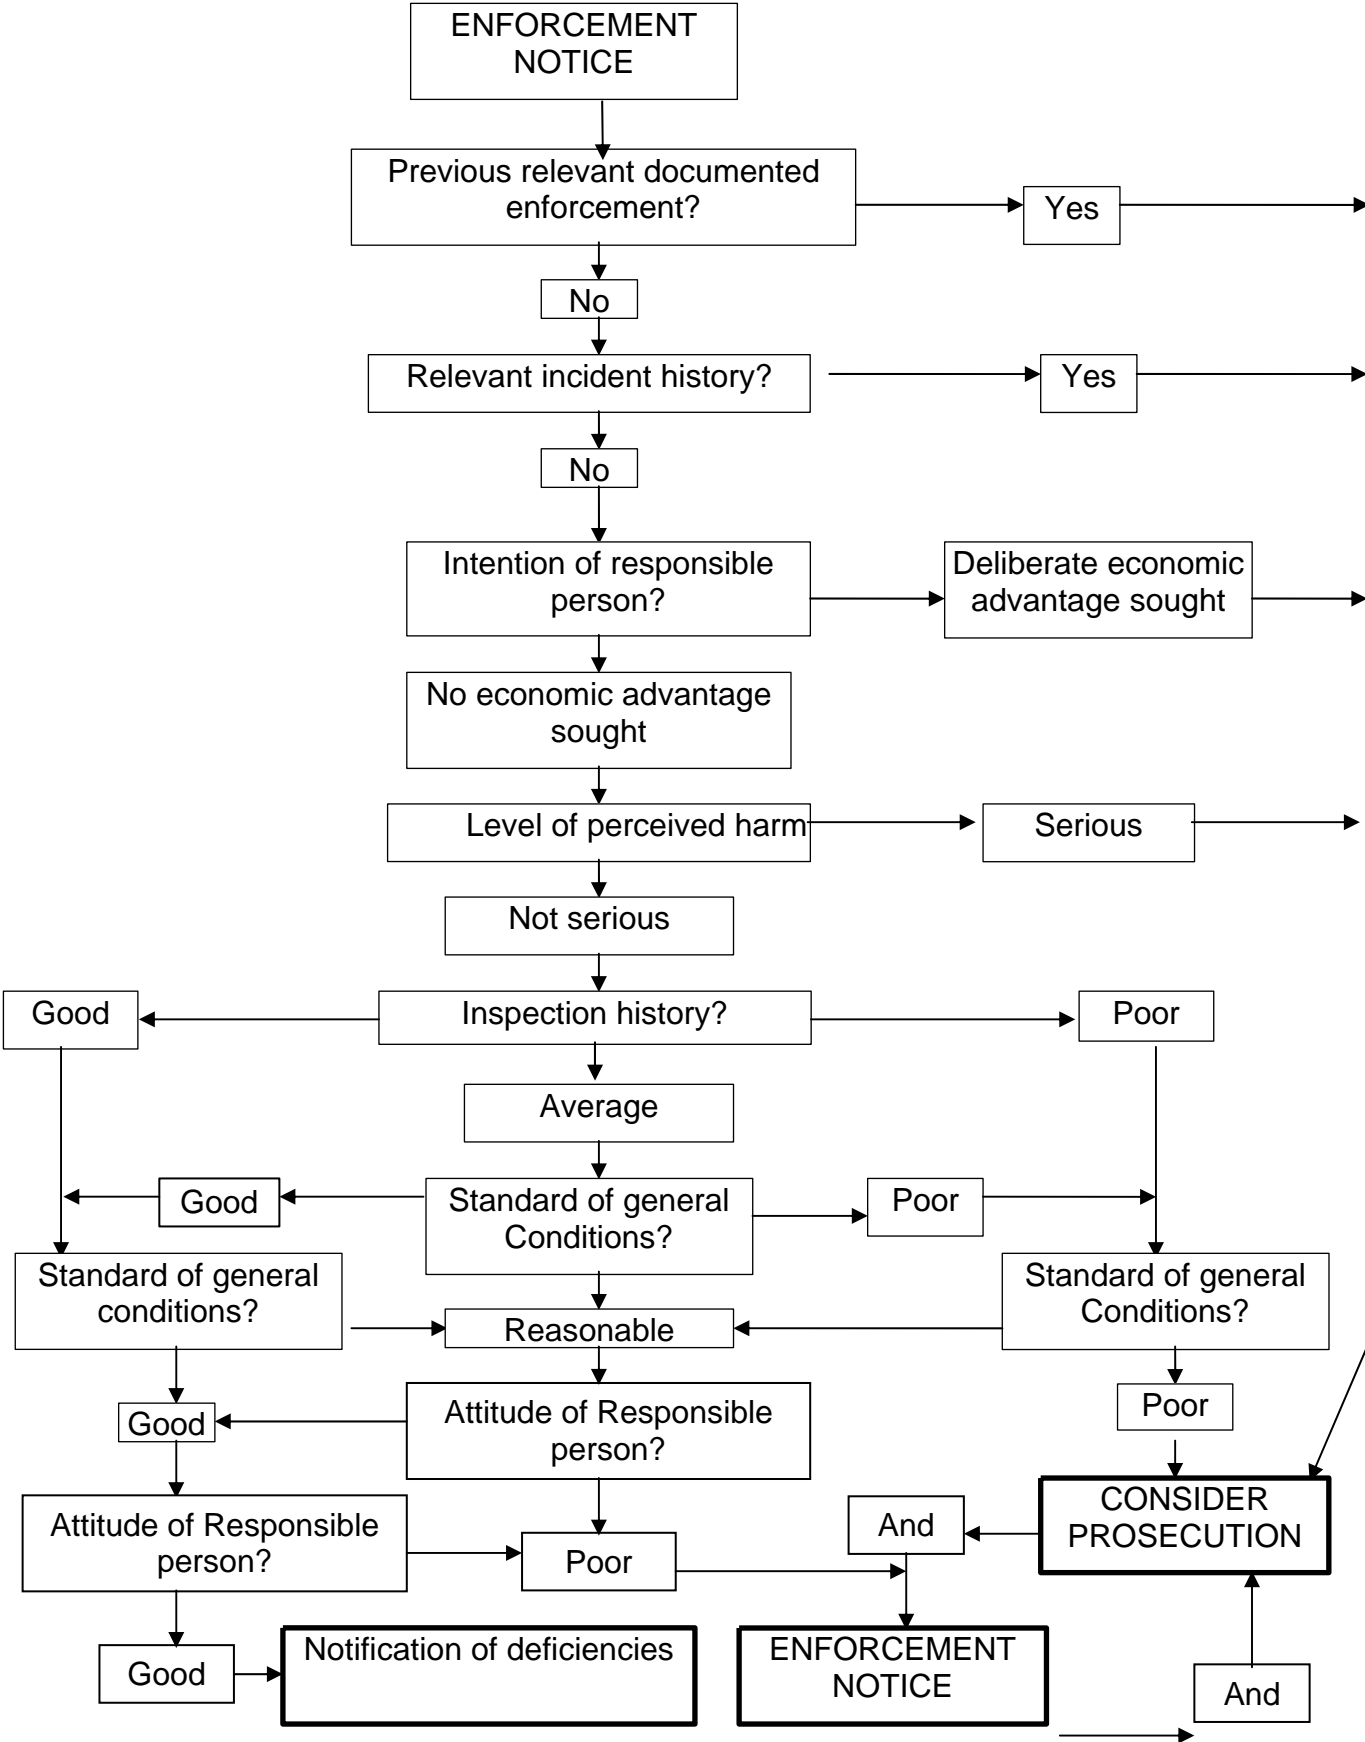 ENFORCEMENT
NOTICE
Previous relevant documented
enforcement?
Yes
No
Relevant incident history?
Yes
No
Intention of responsible
person?
Deliberate economic
advantage sought
No economic advantage
sought
Level of perceived harm
Serious
Not serious
Good
Inspection history?
Poor
Average
Good
Standard of general
Conditions?
Poor
Standard of general
conditions?
Reasonable
Standard of general
Conditions?
Good
Attitude of Responsible
person?
Poor
Attitude of Responsible
person?
Poor
And
CONSIDER
PROSECUTION
Good
Notification of deficiencies
ENFORCEMENT
NOTICE
And